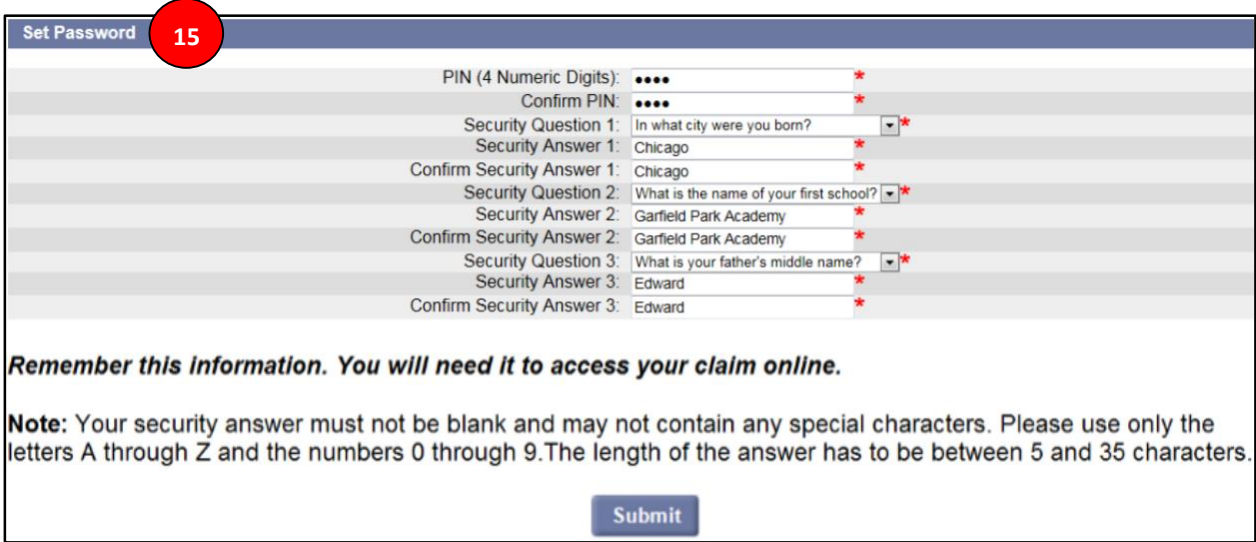 Set Password 15
PIN (4 Numeric Digits): •••• *
Confirm PIN: •••• *
Security Question 1: In what city were you born? *
Security Answer 1: Chicago *
Confirm Security Answer 1: Chicago *
Security Question 2: What is the name of your first school? *
Security Answer 2: Garfield Park Academy *
Confirm Security Answer 2: Garfield Park Academy *
Security Question 3: What is your father's middle name? *
Security Answer 3: Edward *
Confirm Security Answer 3: Edward *
Remember this information. You will need it to access your claim online.
Note: Your security answer must not be blank and may not contain any special characters. Please use only the
letters A through Z and the numbers 0 through 9.The length of the answer has to be between 5 and 35 characters.
Submit